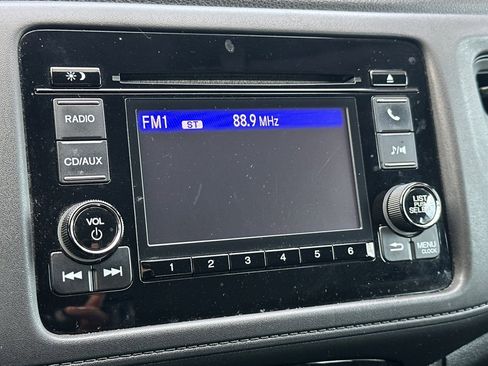 FM1 ST 88.9 MHz
RADIO
CD/AUX
VOL
LIST
PUSH
SELECT
MENU
CLOCK
1 2 3 4 5 6